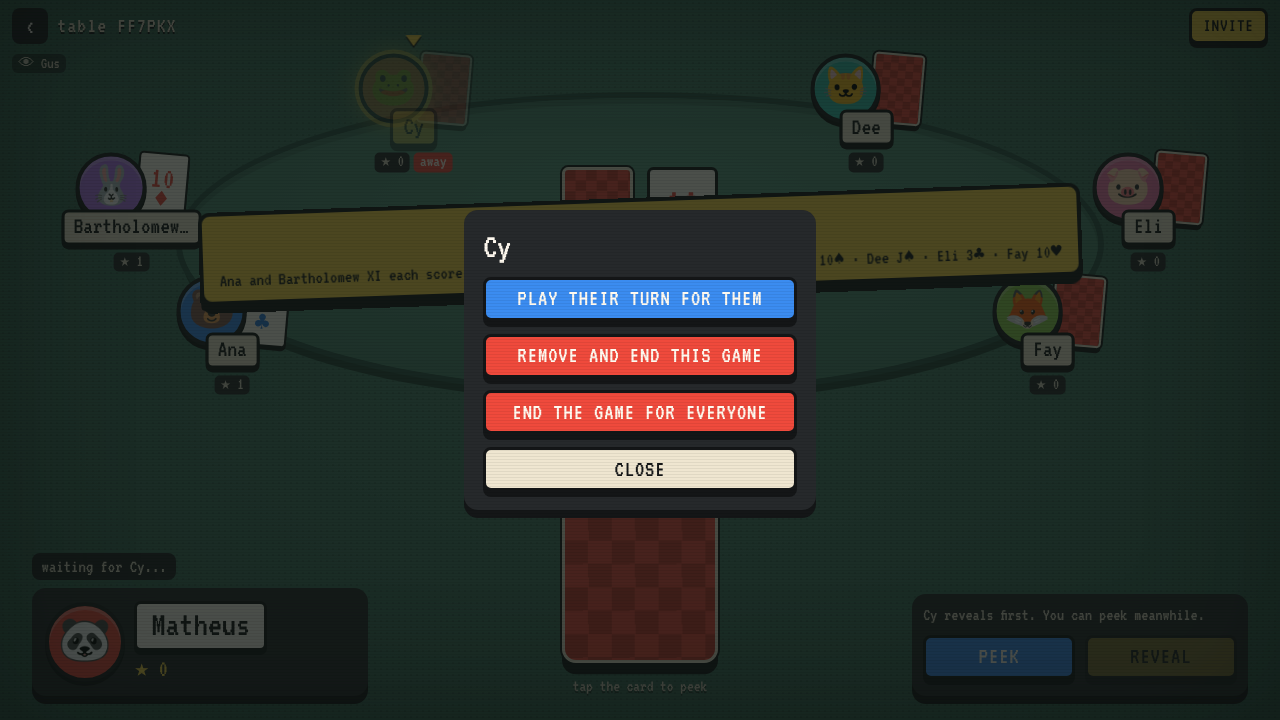 table FF7PKX
INVITE
Gus
Cy
★ 0 away
Dee
★ 0
10
Bartholomew…
★ 1
Eli
★ 0
Ana and Bartholomew XI each score
10♠ · Dee J♠ · Eli 3♣ · Fay 10♥
Ana
★ 1
Fay
★ 0
Cy
PLAY THEIR TURN FOR THEM
REMOVE AND END THIS GAME
END THE GAME FOR EVERYONE
CLOSE
waiting for Cy...
Matheus
★ 0
tap the card to peek
Cy reveals first. You can peek meanwhile.
PEEK
REVEAL